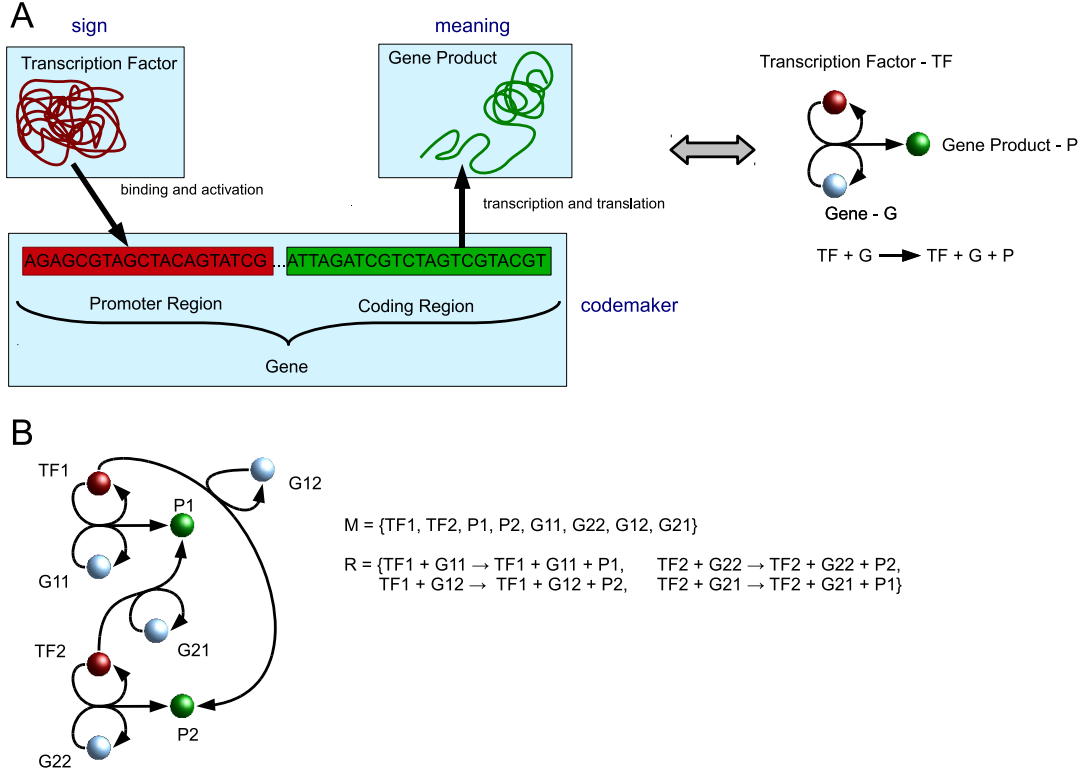 A
sign
meaning
Transcription Factor
Gene Product
binding and activation
transcription and translation
AGAGCGTAGCTACAGTATCG...ATTAGATCGTCTAGTCGTACGT
Promoter Region
Coding Region
codemaker
Gene
Transcription Factor - TF
Gene Product - P
Gene - G
TF + G → TF + G + P
B
TF1
G12
P1
G11
G21
TF2
P2
G22
M = {TF1, TF2, P1, P2, G11, G22, G12, G21}
R = {TF1 + G11 → TF1 + G11 + P1, TF2 + G22 → TF2 + G22 + P2,
TF1 + G12 → TF1 + G12 + P2, TF2 + G21 → TF2 + G21 + P1}